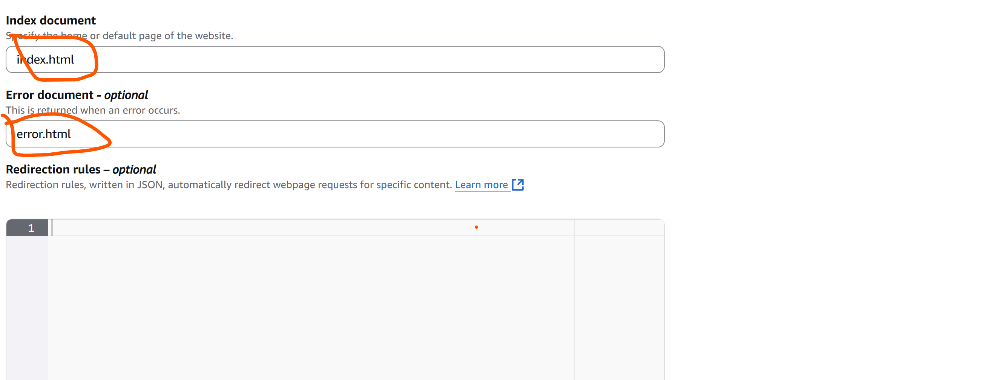 Index document
Specify the home or default page of the website.
index.html
Error document - optional
This is returned when an error occurs.
error.html
Redirection rules – optional
Redirection rules, written in JSON, automatically redirect webpage requests for specific content. Learn more
1